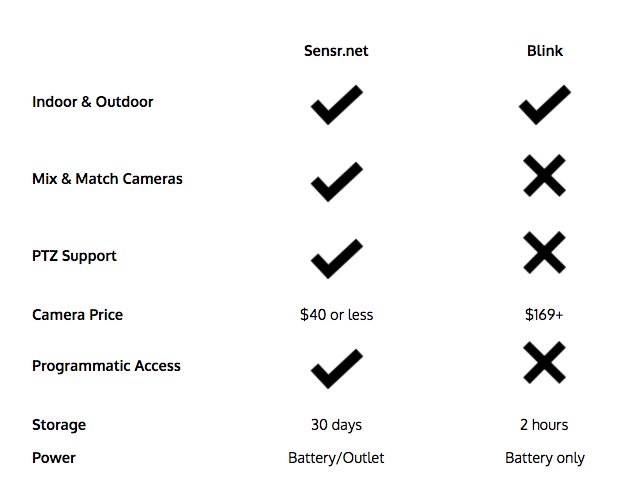 Sensr.net Blink
Indoor & Outdoor
Mix & Match Cameras
PTZ Support
Camera Price $40 or less $169+
Programmatic Access
Storage 30 days 2 hours
Power Battery/Outlet Battery only